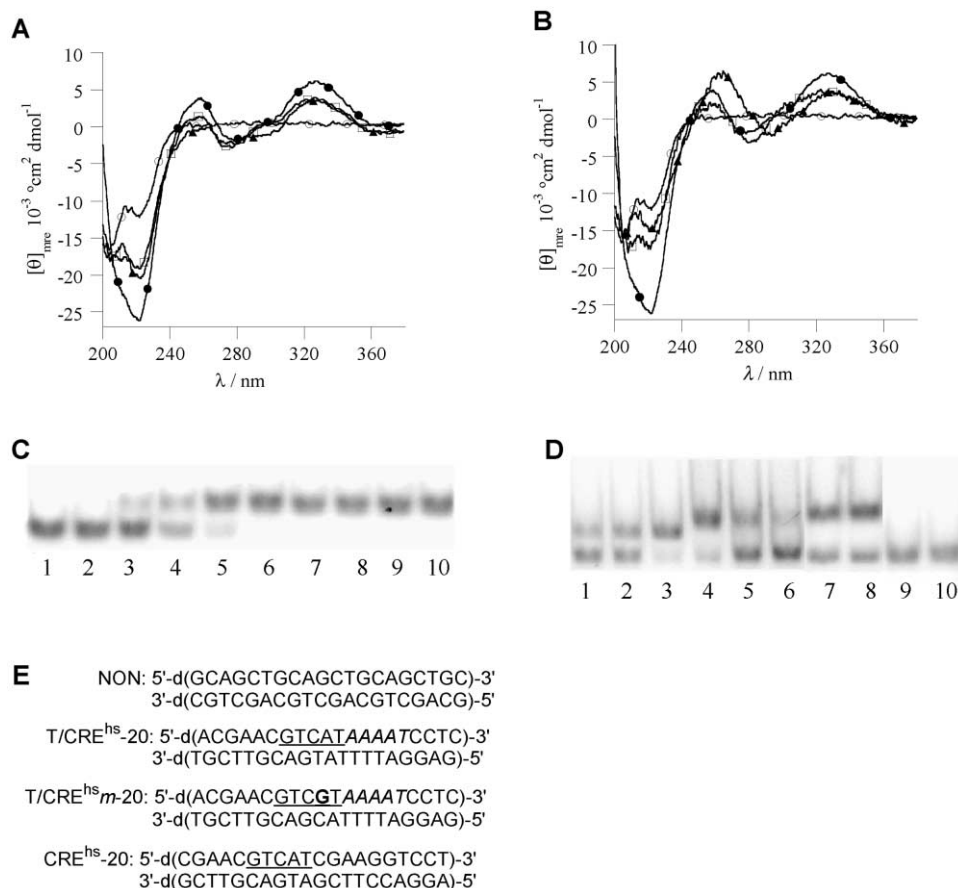 A
B
10
5
0
-5
-10
-15
-20
-25
[θ]mre 10⁻³ °cm² dmol⁻¹
200 240 280 320 360
λ / nm
10
5
0
-5
-10
-15
-20
-25
[θ]mre 10⁻³ °cm² dmol⁻¹
200 240 280 320 360
λ / nm
C
1 2 3 4 5 6 7 8 9 10
D
1 2 3 4 5 6 7 8 9 10
E
NON: 5'-d(GCAGCTGCAGCTGCAGCTGC)-3'
3'-d(CGTCGACGTCGACGTCGACG)-5'
T/CREhs-20: 5'-d(ACGAACGTCATAAAATCCTC)-3'
3'-d(TGCTTGCAGTATTTTAGGAG)-5'
T/CREhsm-20: 5'-d(ACGAACGTCGTAAAATCCTC)-3'
3'-d(TGCTTGCAGCATTTTAGGAG)-5'
CREhs-20: 5'-d(CGAACGTCATCGAAGGTCCT)-3'
3'-d(GCTTGCAGTAGCTTCCAGGA)-5'